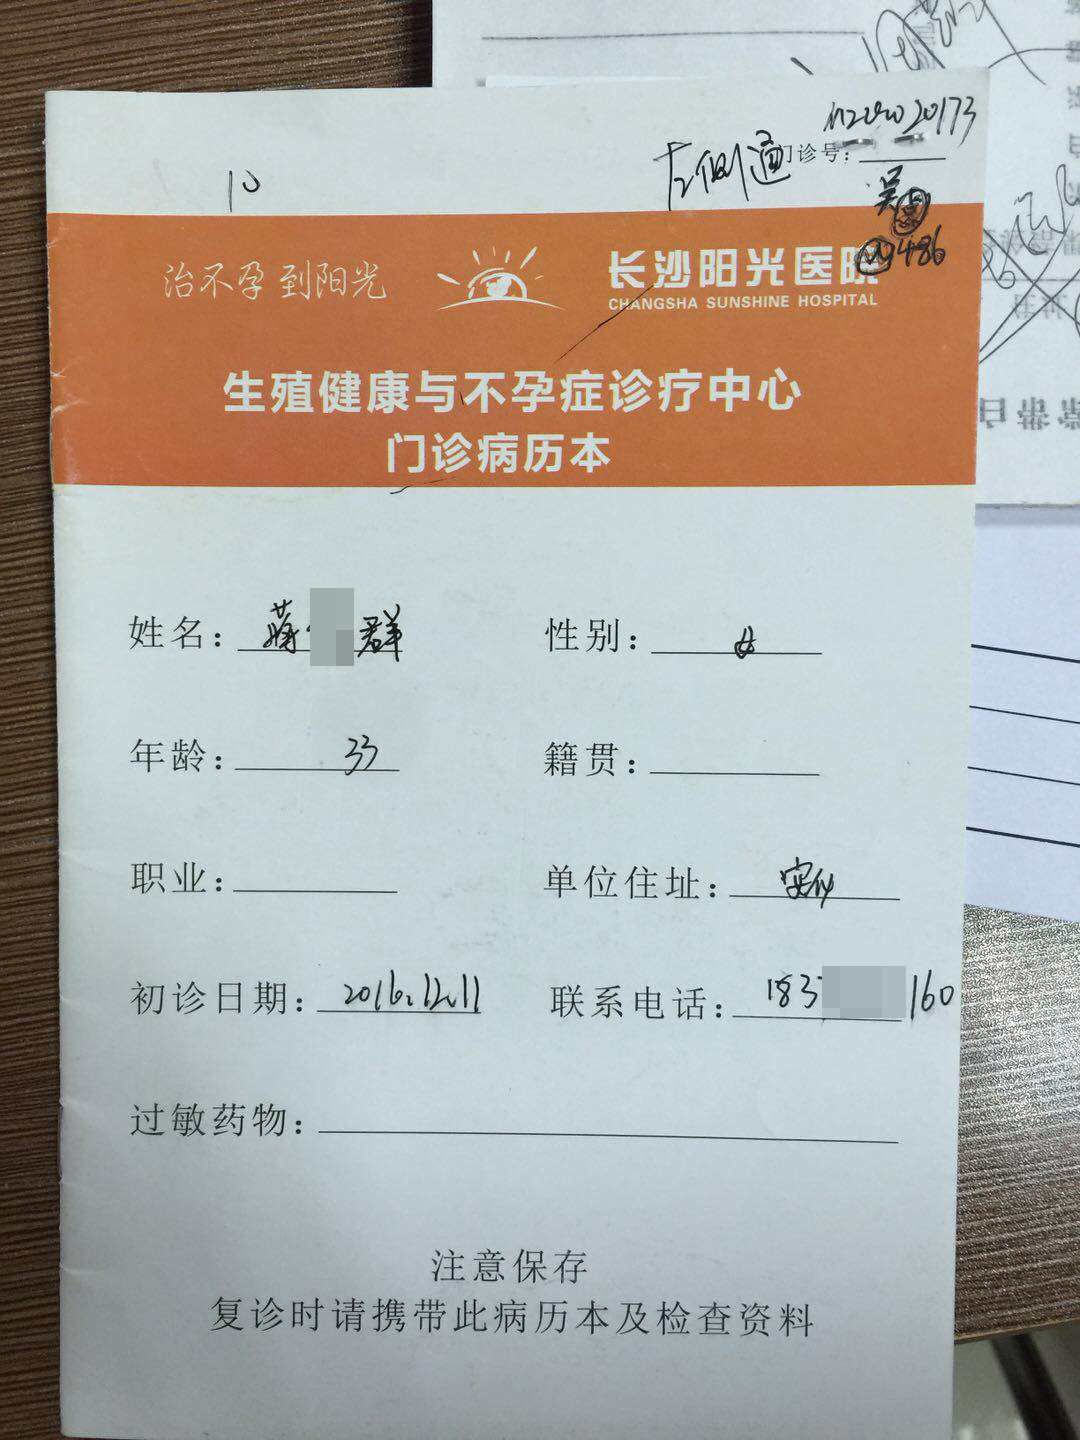 左侧通
门诊号:
20173
10
吴
486
治不孕 到阳光
长沙阳光医院
CHANGSHA SUNSHINE HOSPITAL
生殖健康与不孕症诊疗中心
门诊病历本
姓名: 蒋 群
性别: 女
年龄: 33
籍贯:
职业:
单位住址: 安化
初诊日期: 2016.12.11
联系电话: 183 160
过敏药物:
注意保存
复诊时请携带此病历本及检查资料